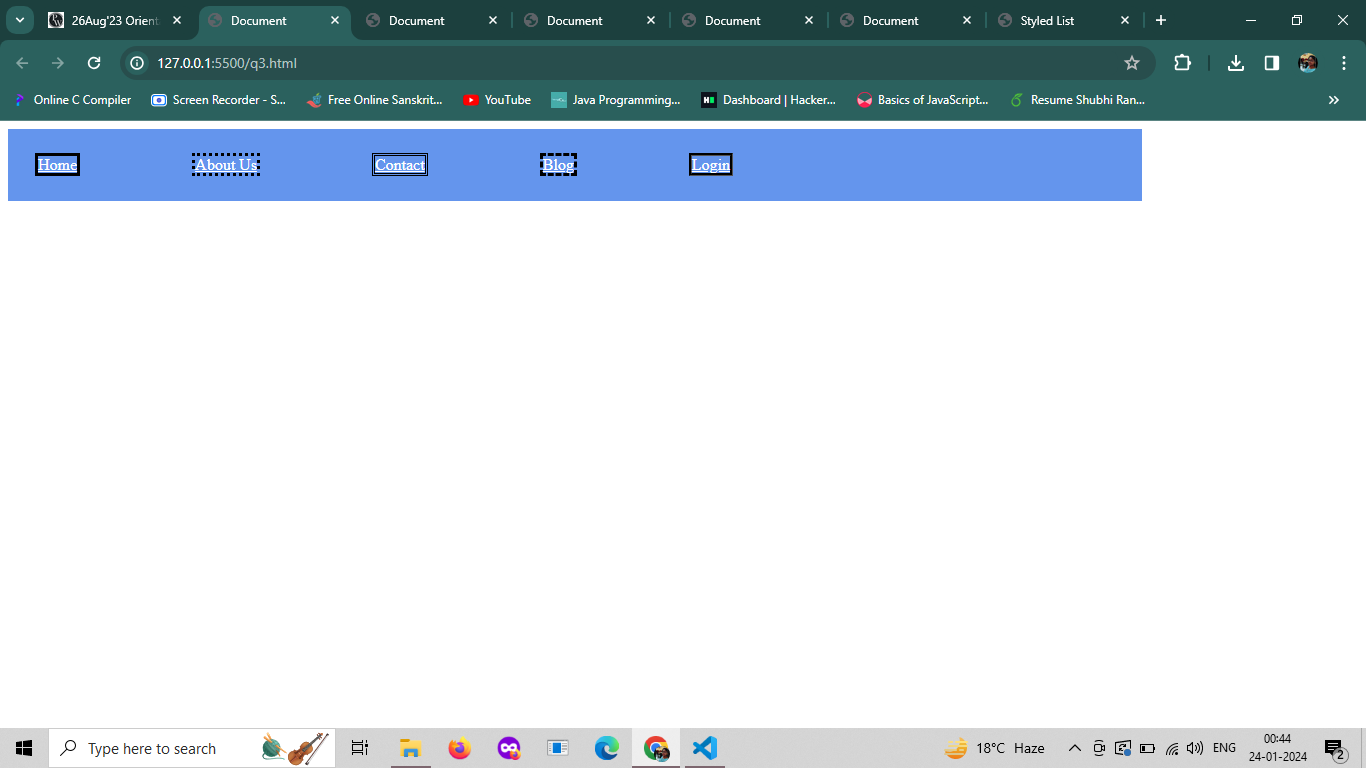 26Aug'23 Orient
Document
Document
Document
Document
Document
Styled List
127.0.0.1:5500/q3.html
Online C Compiler
Screen Recorder - S...
Free Online Sanskrit...
YouTube
Java Programming...
Dashboard | Hacker...
Basics of JavaScript...
Resume Shubhi Ran...
Home
About Us
Contact
Blog
Login
Type here to search
18°C Haze
ENG
00:44
24-01-2024
2